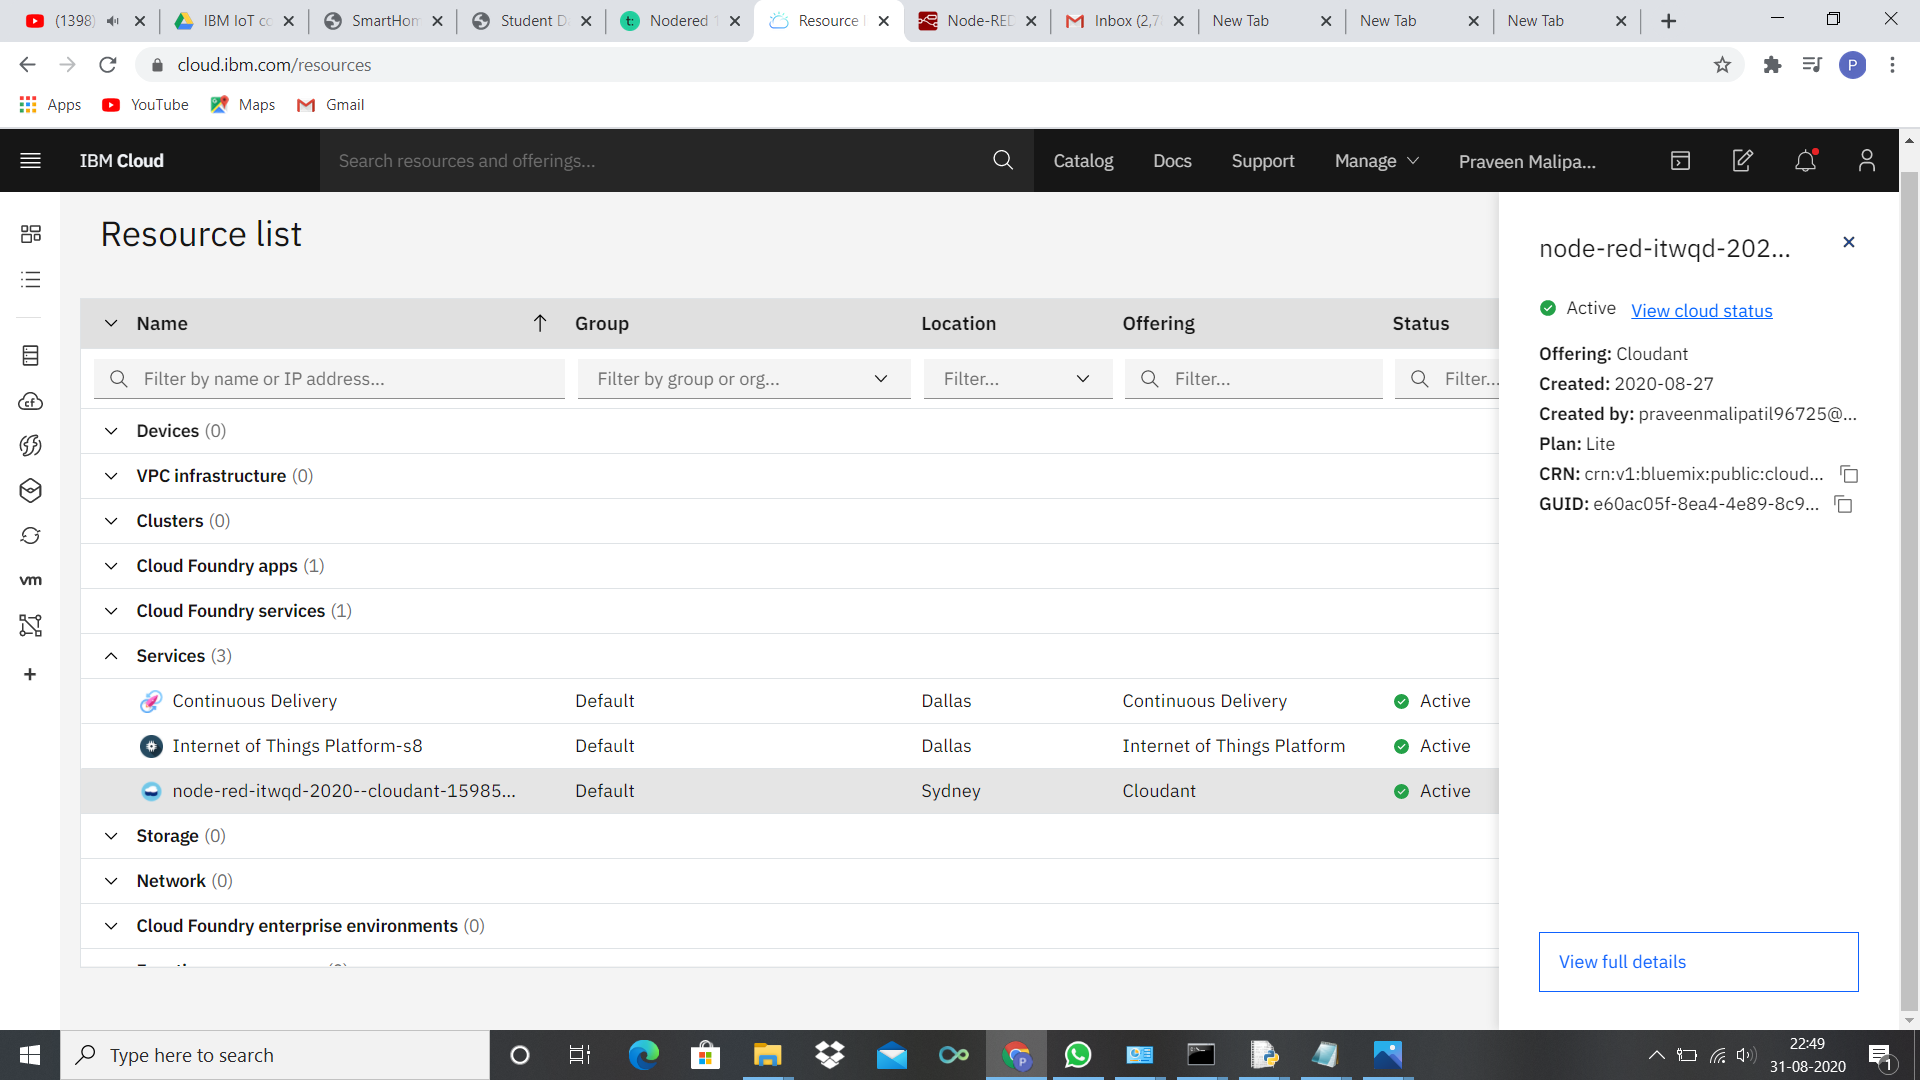 (1398)
IBM IoT co
SmartHom
Student D
Nodered
Resource
Node-RED
Inbox (2,7
New Tab
New Tab
New Tab
cloud.ibm.com/resources
P
Apps
YouTube
Maps
Gmail
IBM Cloud
Search resources and offerings...
Catalog
Docs
Support
Manage
Praveen Malipa...
Resource list
Name
Group
Location
Offering
Status
Filter by name or IP address...
Filter by group or org...
Filter...
Filter...
Filter...
Devices (0)
VPC infrastructure (0)
Clusters (0)
Cloud Foundry apps (1)
Cloud Foundry services (1)
vm
Services (3)
Continuous Delivery Default Dallas Continuous Delivery Active
Internet of Things Platform-s8 Default Dallas Internet of Things Platform Active
node-red-itwqd-2020--cloudant-15985... Default Sydney Cloudant Active
Storage (0)
Network (0)
Cloud Foundry enterprise environments (0)
node-red-itwqd-202...
Active View cloud status
Offering: Cloudant
Created: 2020-08-27
Created by: praveenmalipatil96725@...
Plan: Lite
CRN: crn:v1:bluemix:public:cloud...
GUID: e60ac05f-8ea4-4e89-8c9...
View full details
Type here to search
22:49
31-08-2020
1